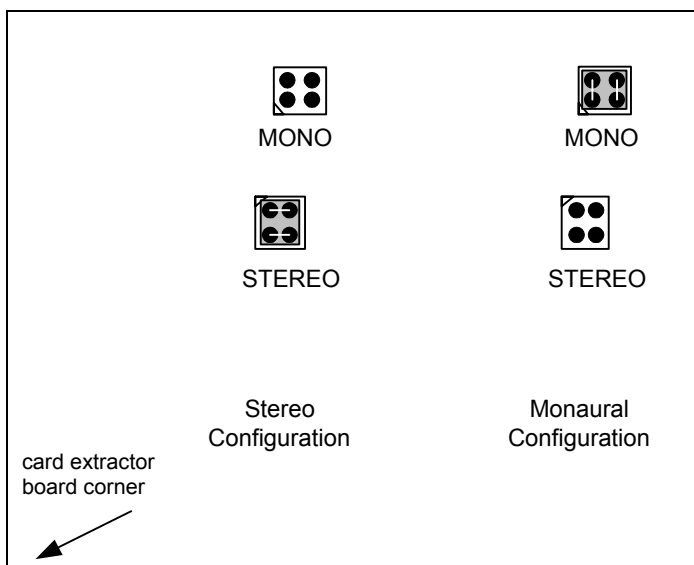 MONO
MONO
STEREO
STEREO
Stereo
Configuration
Monaural
Configuration
card extractor
board corner